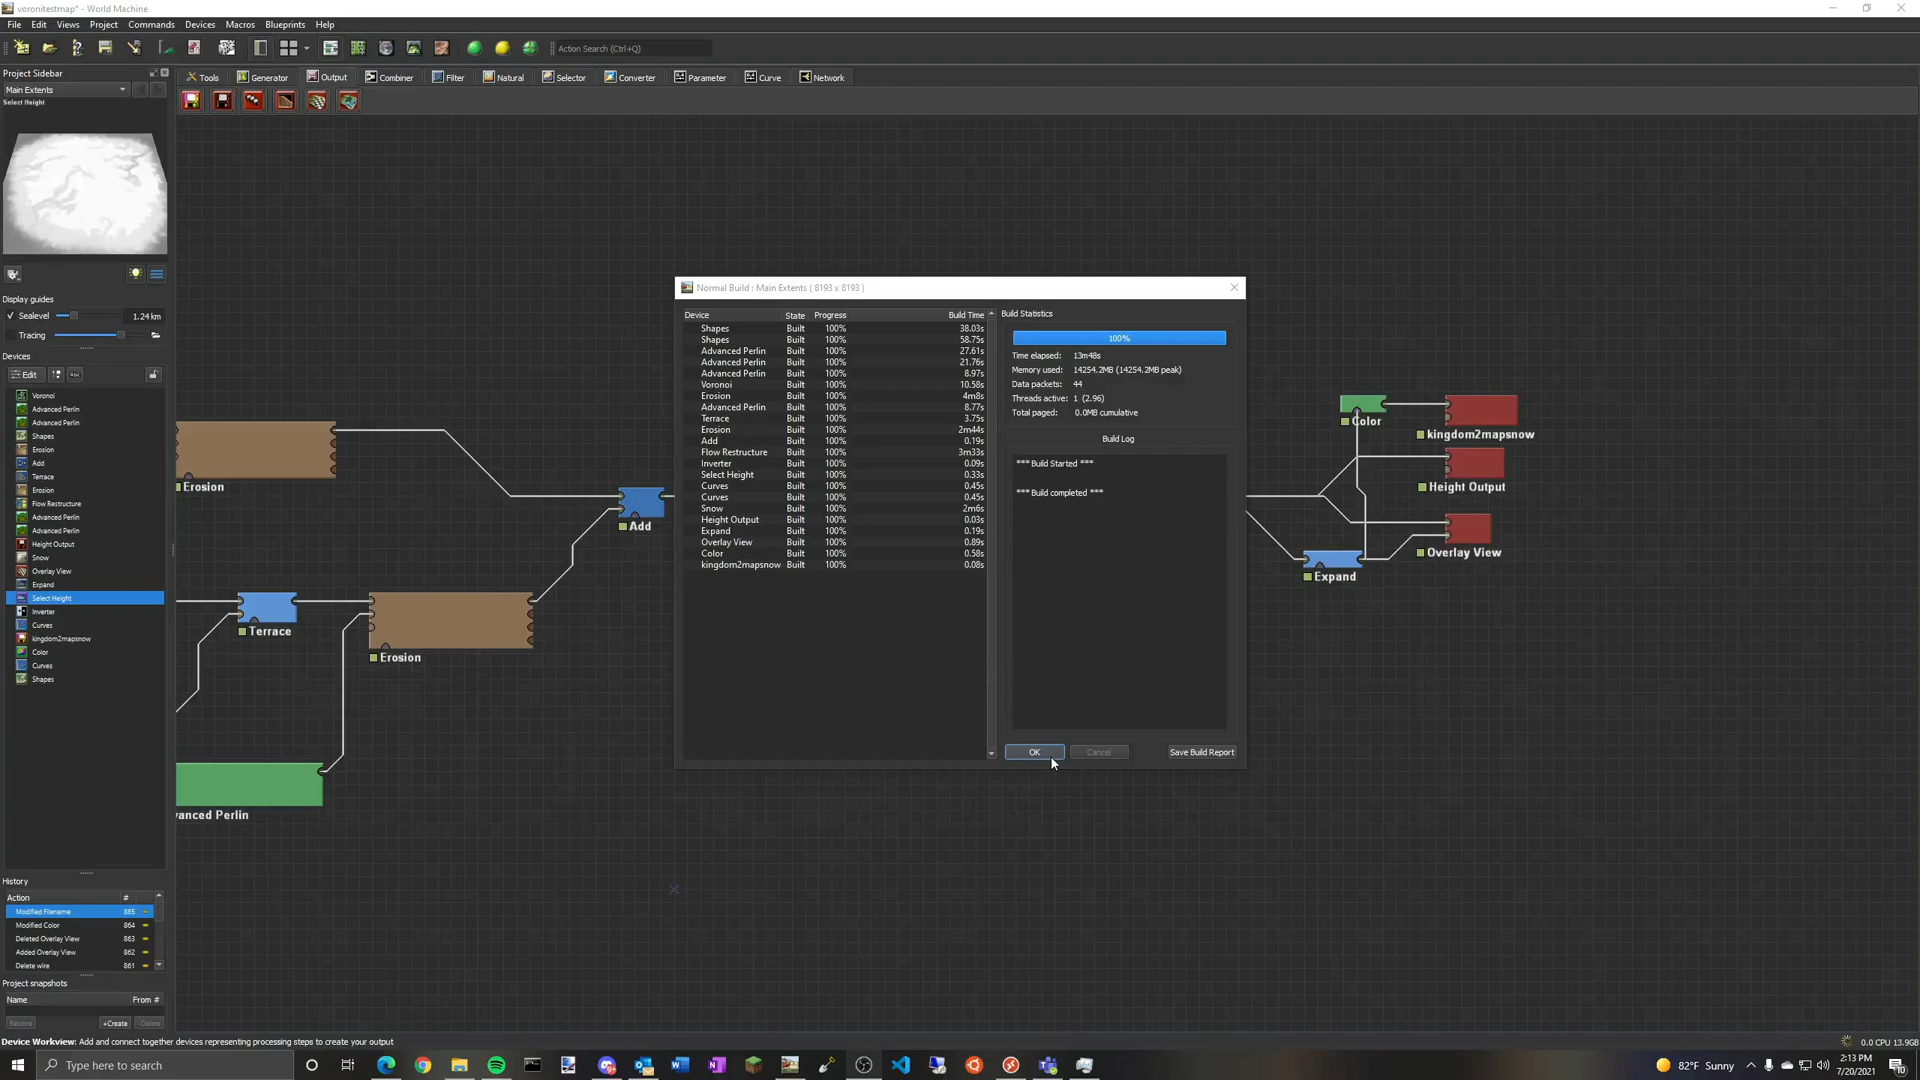 voronitestmap* - World Machine
File Edit Views Project Commands Devices Macros Blueprints Help
Action Search (Ctrl+Q)
Project Sidebar
Tools Generator Output Combiner Filter Natural Selector Converter Parameter Curve Network
Main Extents
Select Height
Display guides
Sealevel 1.24 km
Tracing
Devices
Edit Abc
Voronoi
Advanced Perlin
Advanced Perlin
Shapes
Erosion
Add
Terrace
Erosion
Flow Restructure
Advanced Perlin
Advanced Perlin
Height Output
Snow
Overlay View
Expand
Select Height
Inverter
Curves
kingdom2mapsnow
Color
Curves
Shapes
History
Action #
Modified Filename 865
Modified Color 864
Deleted Overlay View 863
Added Overlay View 862
Delete wire 861
Project snapshots
Name From #
Restore +Create -Delete
Erosion
Terrace
Erosion
vanced Perlin
Add
Normal Build : Main Extents ( 8193 x 8193 )
Device State Progress Build Time
Shapes Built 100% 38.03s
Shapes Built 100% 58.75s
Advanced Perlin Built 100% 27.61s
Advanced Perlin Built 100% 21.76s
Advanced Perlin Built 100% 8.97s
Voronoi Built 100% 10.58s
Erosion Built 100% 4m8s
Advanced Perlin Built 100% 8.77s
Terrace Built 100% 3.75s
Erosion Built 100% 2m44s
Add Built 100% 0.19s
Flow Restructure Built 100% 3m33s
Inverter Built 100% 0.09s
Select Height Built 100% 0.33s
Curves Built 100% 0.45s
Curves Built 100% 0.45s
Snow Built 100% 2m6s
Height Output Built 100% 0.03s
Expand Built 100% 0.19s
Overlay View Built 100% 0.89s
Color Built 100% 0.58s
kingdom2mapsnow Built 100% 0.08s
Build Statistics
100%
Time elapsed: 13m48s
Memory used: 14254.2MB (14254.2MB peak)
Data packets: 44
Threads active: 1 (2.96)
Total paged: 0.0MB cumulative
Build Log
*** Build Started ***
*** Build completed ***
OK Cancel Save Build Report
Color
kingdom2mapsnow
Height Output
Overlay View
Expand
Device Workview: Add and connect together devices representing processing steps to create your output
0.0 CPU 13.9GB
Type here to search
82°F Sunny
2:13 PM
7/20/2021
10